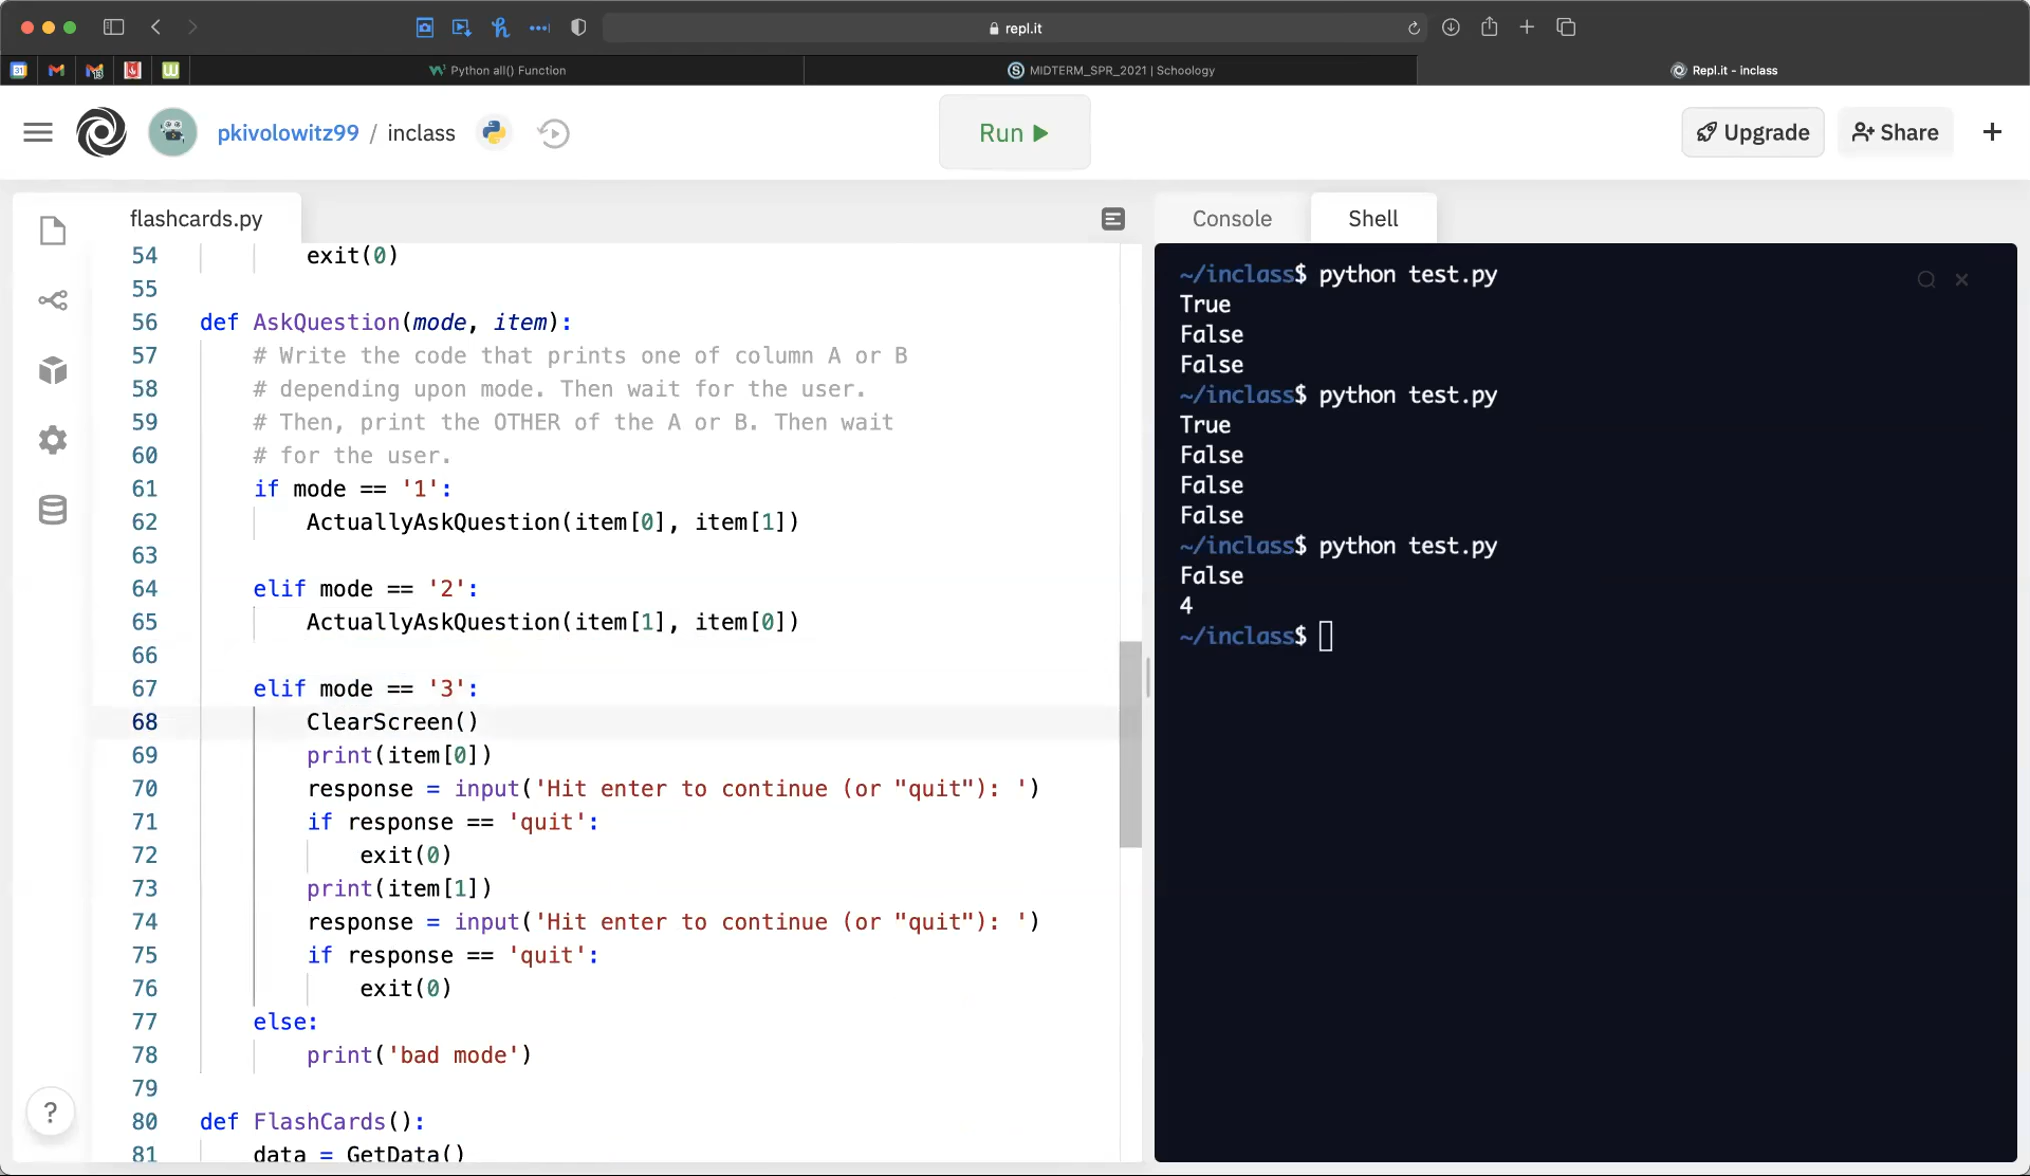 repl.it
31
13
Python all() Function
MIDTERM_SPR_2021 | Schoology
Repl.it - inclass
pkivolowitz99 / inclass
Run
Upgrade
Share
flashcards.py
Console
Shell
54 exit(0)
55
56 def AskQuestion(mode, item):
57 # Write the code that prints one of column A or B
58 # depending upon mode. Then wait for the user.
59 # Then, print the OTHER of the A or B. Then wait
60 # for the user.
61 if mode == '1':
62 ActuallyAskQuestion(item[0], item[1])
63
64 elif mode == '2':
65 ActuallyAskQuestion(item[1], item[0])
66
67 elif mode == '3':
68 ClearScreen()
69 print(item[0])
70 response = input('Hit enter to continue (or "quit"): ')
71 if response == 'quit':
72 exit(0)
73 print(item[1])
74 response = input('Hit enter to continue (or "quit"): ')
75 if response == 'quit':
76 exit(0)
77 else:
78 print('bad mode')
79
80 def FlashCards():
81 data = GetData()
~/inclass$ python test.py
True
False
False
~/inclass$ python test.py
True
False
False
False
~/inclass$ python test.py
False
4
~/inclass$
?